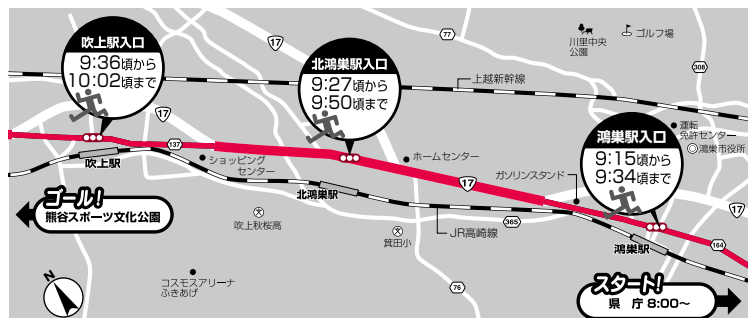 吹上駅入口
9:36頃から
10:02頃まで
17
北鴻巣駅入口
9:27頃から
9:50頃まで
77
川里中央
公園
ゴルフ場
308
上越新幹線
鴻巣駅入口
9:15頃から
9:34頃まで
運転
免許センター
鴻巣市役所
17
17
137
吹上駅
ショッピング
センター
ホームセンター
17
ガソリンスタンド
17
ゴール!
熊谷スポーツ文化公園
北鴻巣駅
文
吹上秋桜高
文
箕田小
JR高崎線
365
鴻巣駅
164
N
コスモスアリーナ
ふきあげ
76
スタート!
県 庁 8:00〜